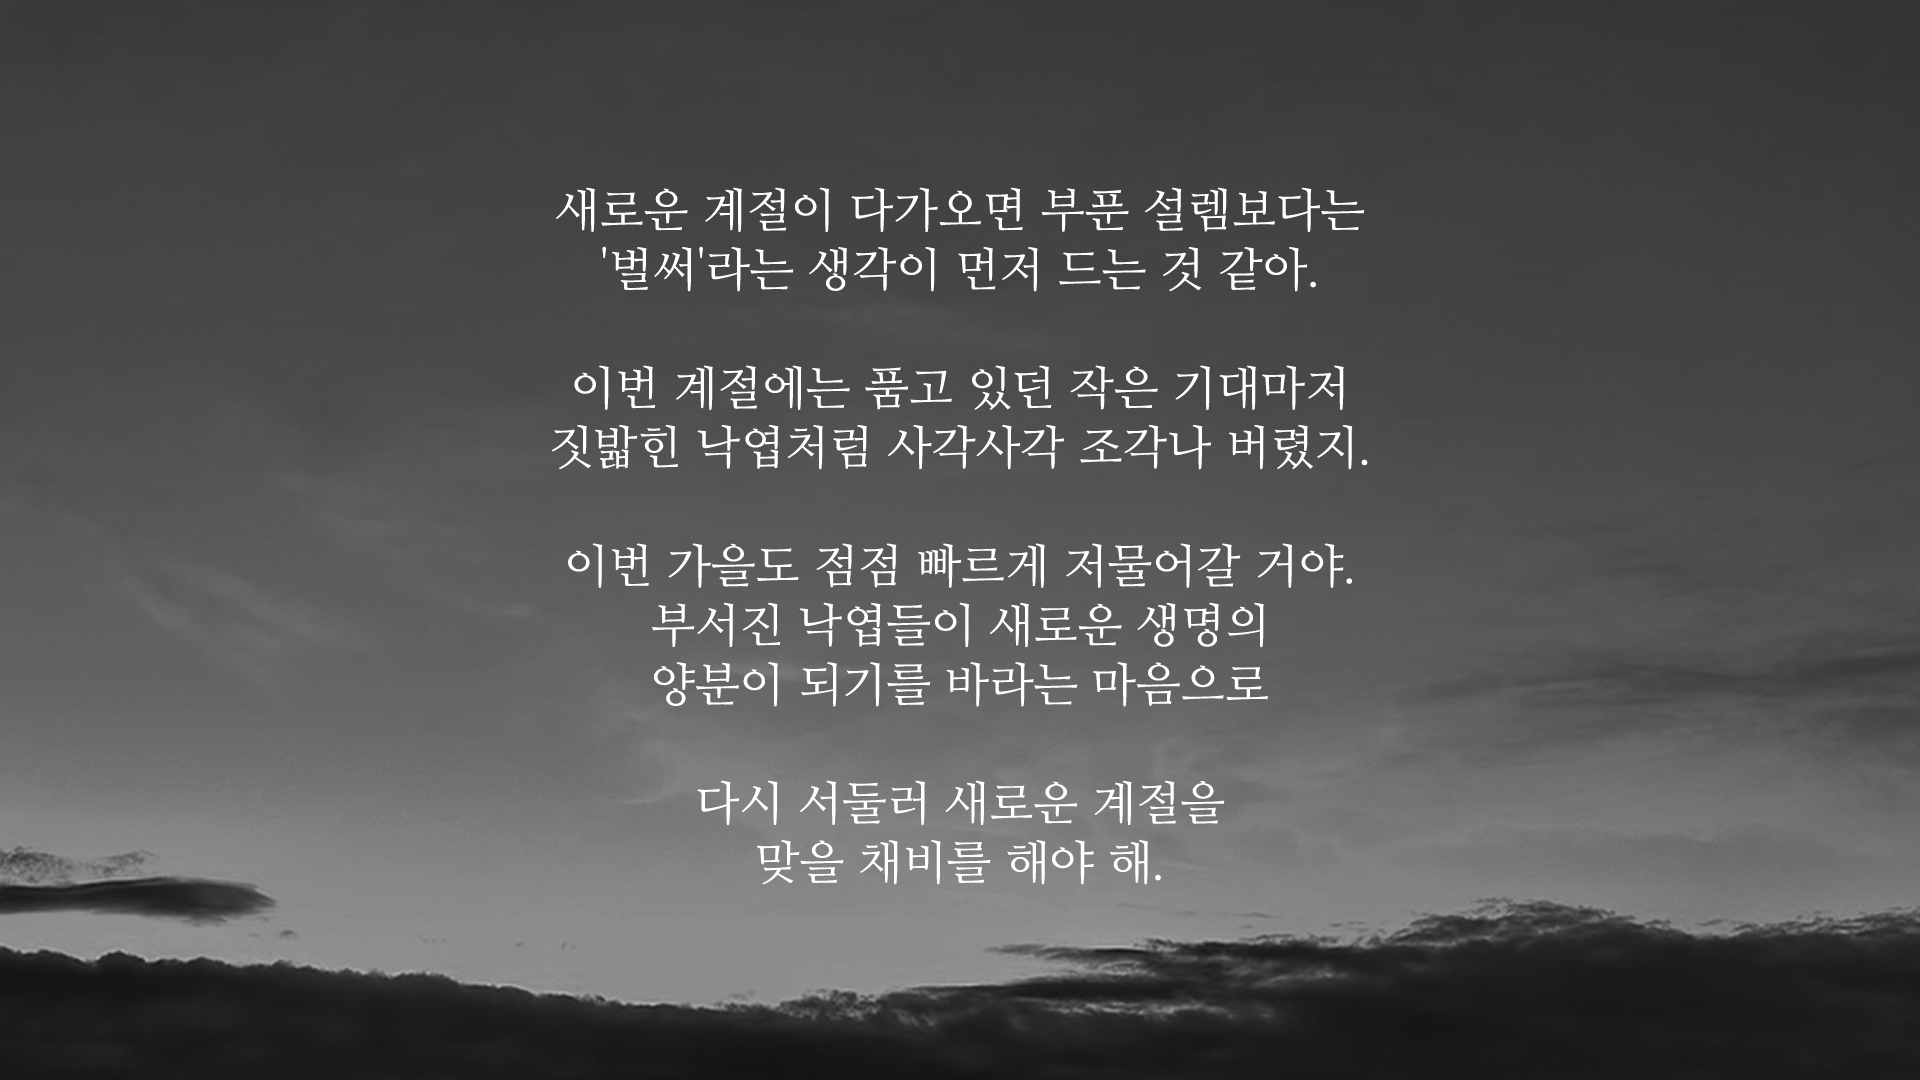 새로운 계절이 다가오면 부푼 설렘보다는
'벌써'라는 생각이 먼저 드는 것 같아.
이번 계절에는 품고 있던 작은 기대마저
짓밟힌 낙엽처럼 사각사각 조각나 버렸지.
이번 가을도 점점 빠르게 저물어갈 거야.
부서진 낙엽들이 새로운 생명의
양분이 되기를 바라는 마음으로
다시 서둘러 새로운 계절을
맞을 채비를 해야 해.